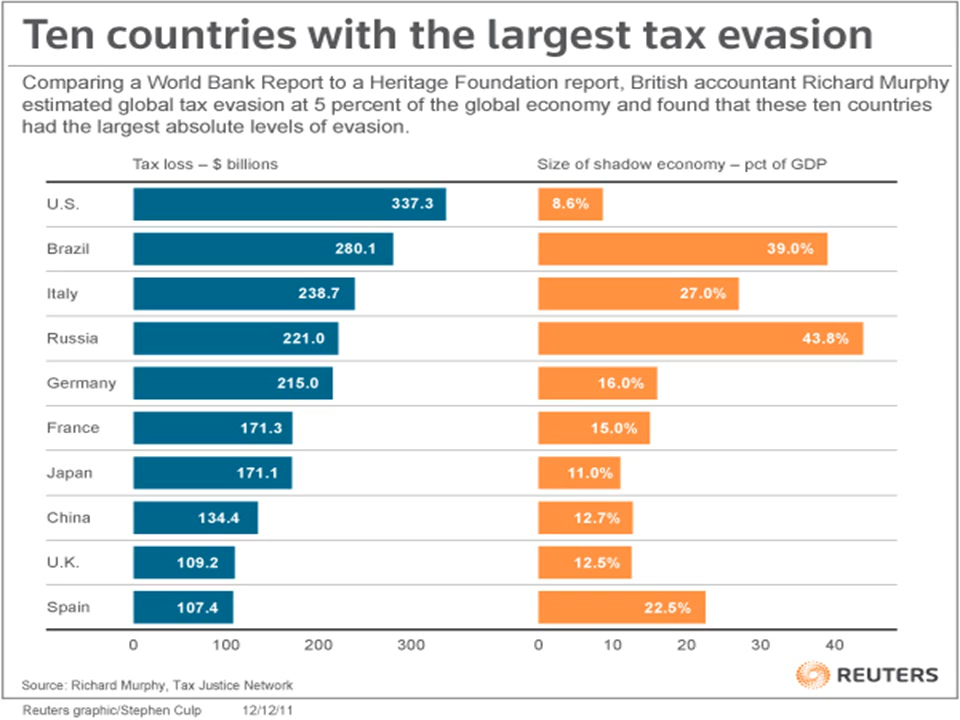 Ten countries with the largest tax evasion
Comparing a World Bank Report to a Heritage Foundation report, British accountant Richard Murphy
estimated global tax evasion at 5 percent of the global economy and found that these ten countries
had the largest absolute levels of evasion.
Tax loss – $ billions Size of shadow economy – pct of GDP
U.S. 337.3 8.6%
Brazil 280.1 39.0%
Italy 238.7 27.0%
Russia 221.0 43.8%
Germany 215.0 16.0%
France 171.3 15.0%
Japan 171.1 11.0%
China 134.4 12.7%
U.K. 109.2 12.5%
Spain 107.4 22.5%
0 100 200 300 0 10 20 30 40
REUTERS
Source: Richard Murphy, Tax Justice Network
Reuters graphic/Stephen Culp 12/12/11